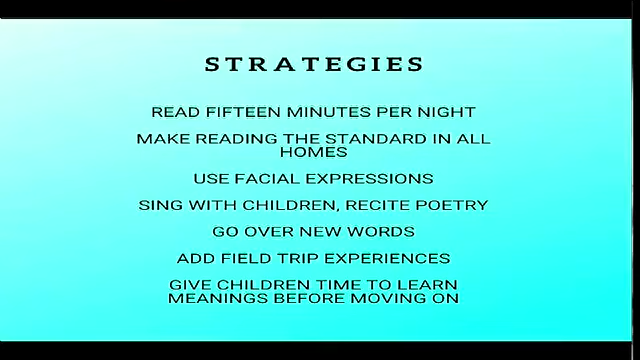 STRATEGIES
READ FIFTEEN MINUTES PER NIGHT
MAKE READING THE STANDARD IN ALL
HOMES
USE FACIAL EXPRESSIONS
SING WITH CHILDREN, RECITE POETRY
GO OVER NEW WORDS
ADD FIELD TRIP EXPERIENCES
GIVE CHILDREN TIME TO LEARN
MEANINGS BEFORE MOVING ON